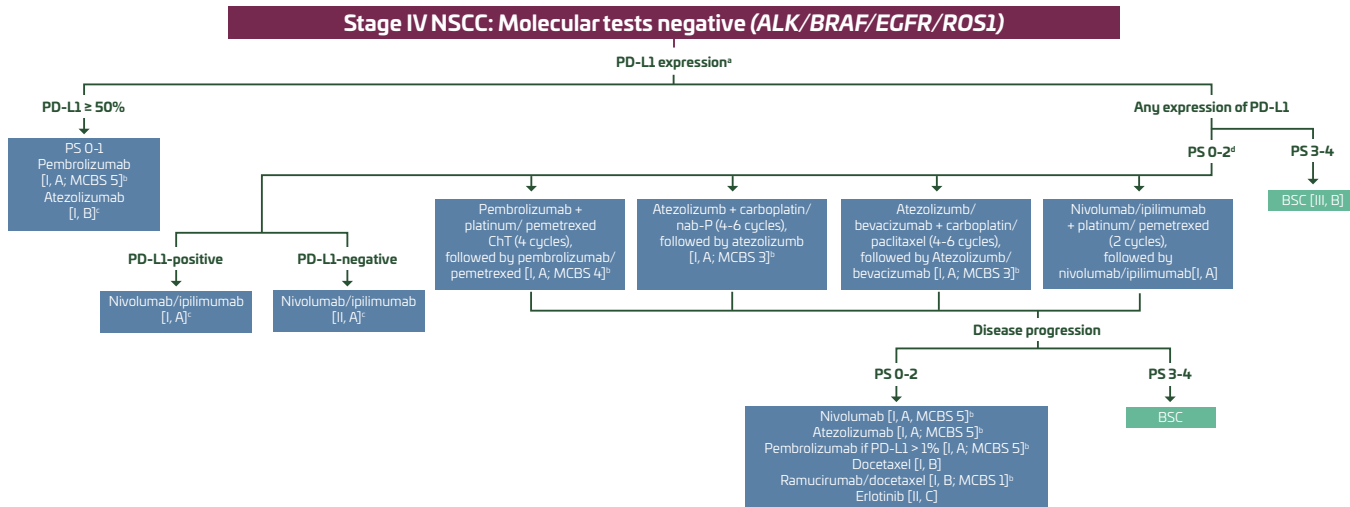 Stage IV NSCC: Molecular tests negative (ALK/BRAF/EGFR/ROS1)
PD-L1 expressionᵃ
PD-L1 ≥ 50%
Any expression of PD-L1
PS 0-1
Pembrolizumab
[I, A; MCBS 5]ᵇ
Atezolizumab
[I, B]ᶜ
PS 0-2ᵈ
PS 3-4
BSC [III, B]
PD-L1-positive
PD-L1-negative
Nivolumab/ipilimumab
[I, A]ᶜ
Nivolumab/ipilimumab
[II, A]ᶜ
Pembrolizumab +
platinum/ pemetrexed
ChT (4 cycles),
followed by pembrolizumab/
pemetrexed [I, A; MCBS 4]ᵇ
Atezolizumb + carboplatin/
nab-P (4-6 cycles),
followed by atezolizumb
[I, A; MCBS 3]ᵇ
Atezolizumb/
bevacizumab + carboplatin/
paclitaxel (4-6 cycles),
followed by Atezolizumb/
bevacizumab [I, A; MCBS 3]ᵇ
Nivolumab/ipilimumab
+ platinum/ pemetrexed
(2 cycles),
followed by
nivolumab/ipilimumab[I, A]
Disease progression
PS 0-2
PS 3-4
Nivolumab [I, A, MCBS 5]ᵇ
Atezolizumab [I, A; MCBS 5]ᵇ
Pembrolizumab if PD-L1 > 1% [I, A; MCBS 5]ᵇ
Docetaxel [I, B]
Ramucirumab/docetaxel [I, B; MCBS 1]ᵇ
Erlotinib [II, C]
BSC